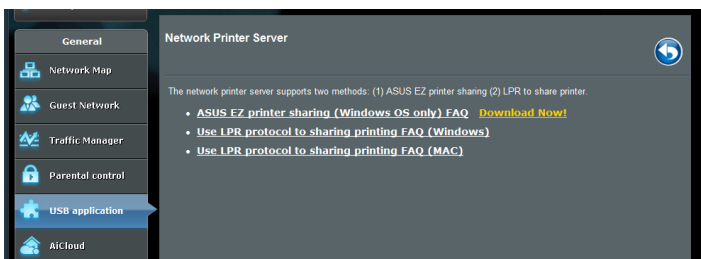 General
Network Map
Guest Network
Traffic Manager
Parental control
USB application
AiCloud
Network Printer Server
The network printer server supports two methods: (1) ASUS EZ printer sharing (2) LPR to share printer.
ASUS EZ printer sharing (Windows OS only) FAQ Download Now!
Use LPR protocol to sharing printing FAQ (Windows)
Use LPR protocol to sharing printing FAQ (MAC)